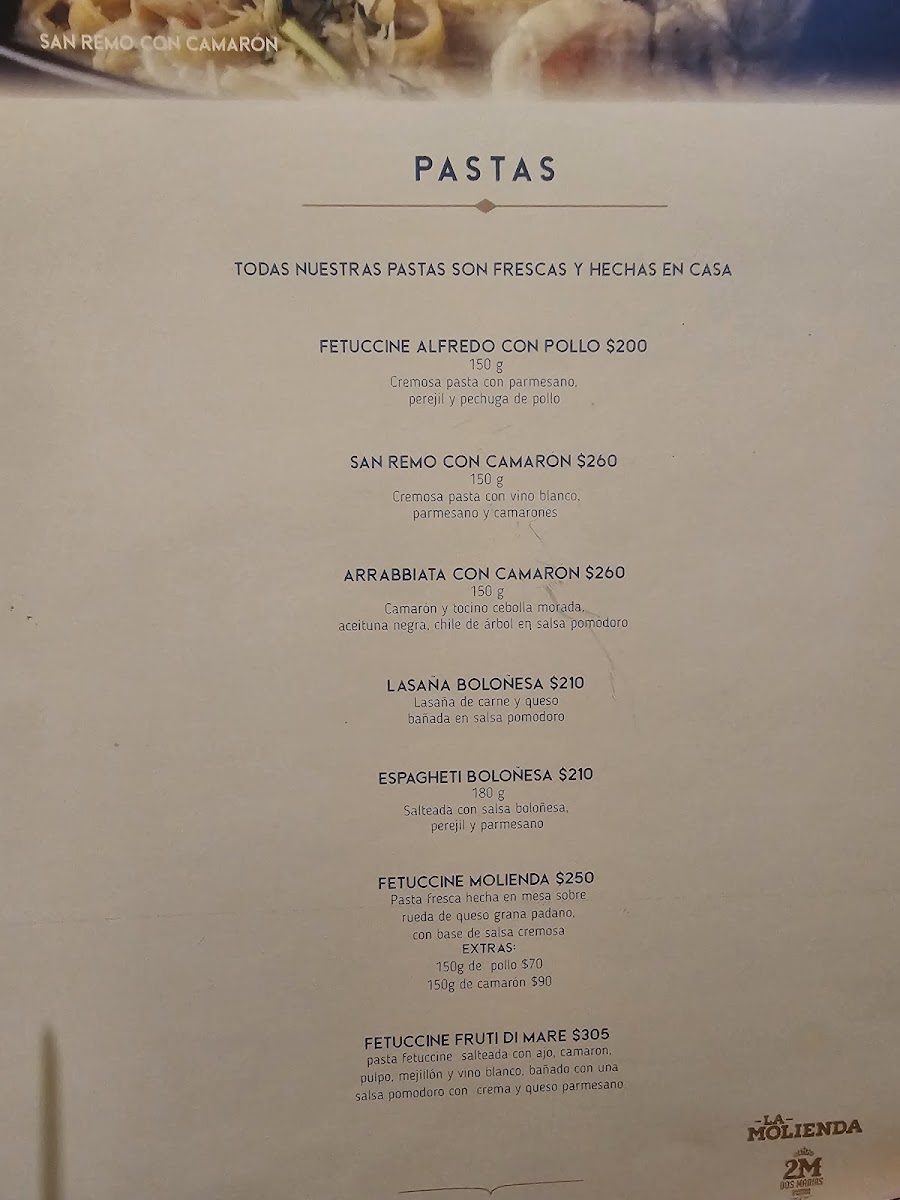 SAN REMO CON CAMARÓN
PASTAS
TODAS NUESTRAS PASTAS SON FRESCAS Y HECHAS EN CASA
FETUCCINE ALFREDO CON POLLO $200
150 g
Cremosa pasta con parmesano,
perejil y pechuga de pollo
SAN REMO CON CAMARÓN $260
150 g
Cremosa pasta con vino blanco,
parmesano y camarones
ARRABBIATA CON CAMARÓN $260
150 g
Camarón y tocino cebolla morada,
aceituna negra, chile de árbol en salsa pomodoro
LASAÑA BOLOÑESA $210
Lasaña de carne y queso
bañada en salsa pomodoro
ESPAGHETI BOLOÑESA $210
180 g
Salteada con salsa boloñesa,
perejil y parmesano
FETUCCINE MOLIENDA $250
Pasta fresca hecha en mesa sobre
rueda de queso grana padano,
con base de salsa cremosa
EXTRAS:
150g de pollo $70
150g de camarón $90
FETUCCINE FRUTI DI MARE $305
pasta fetuccine salteada con ajo, camaron,
pulpo, mejillón y vino blanco, bañado con una
salsa pomodoro con crema y queso parmesano
LA
MOLIENDA
2M
DOS MARIAS